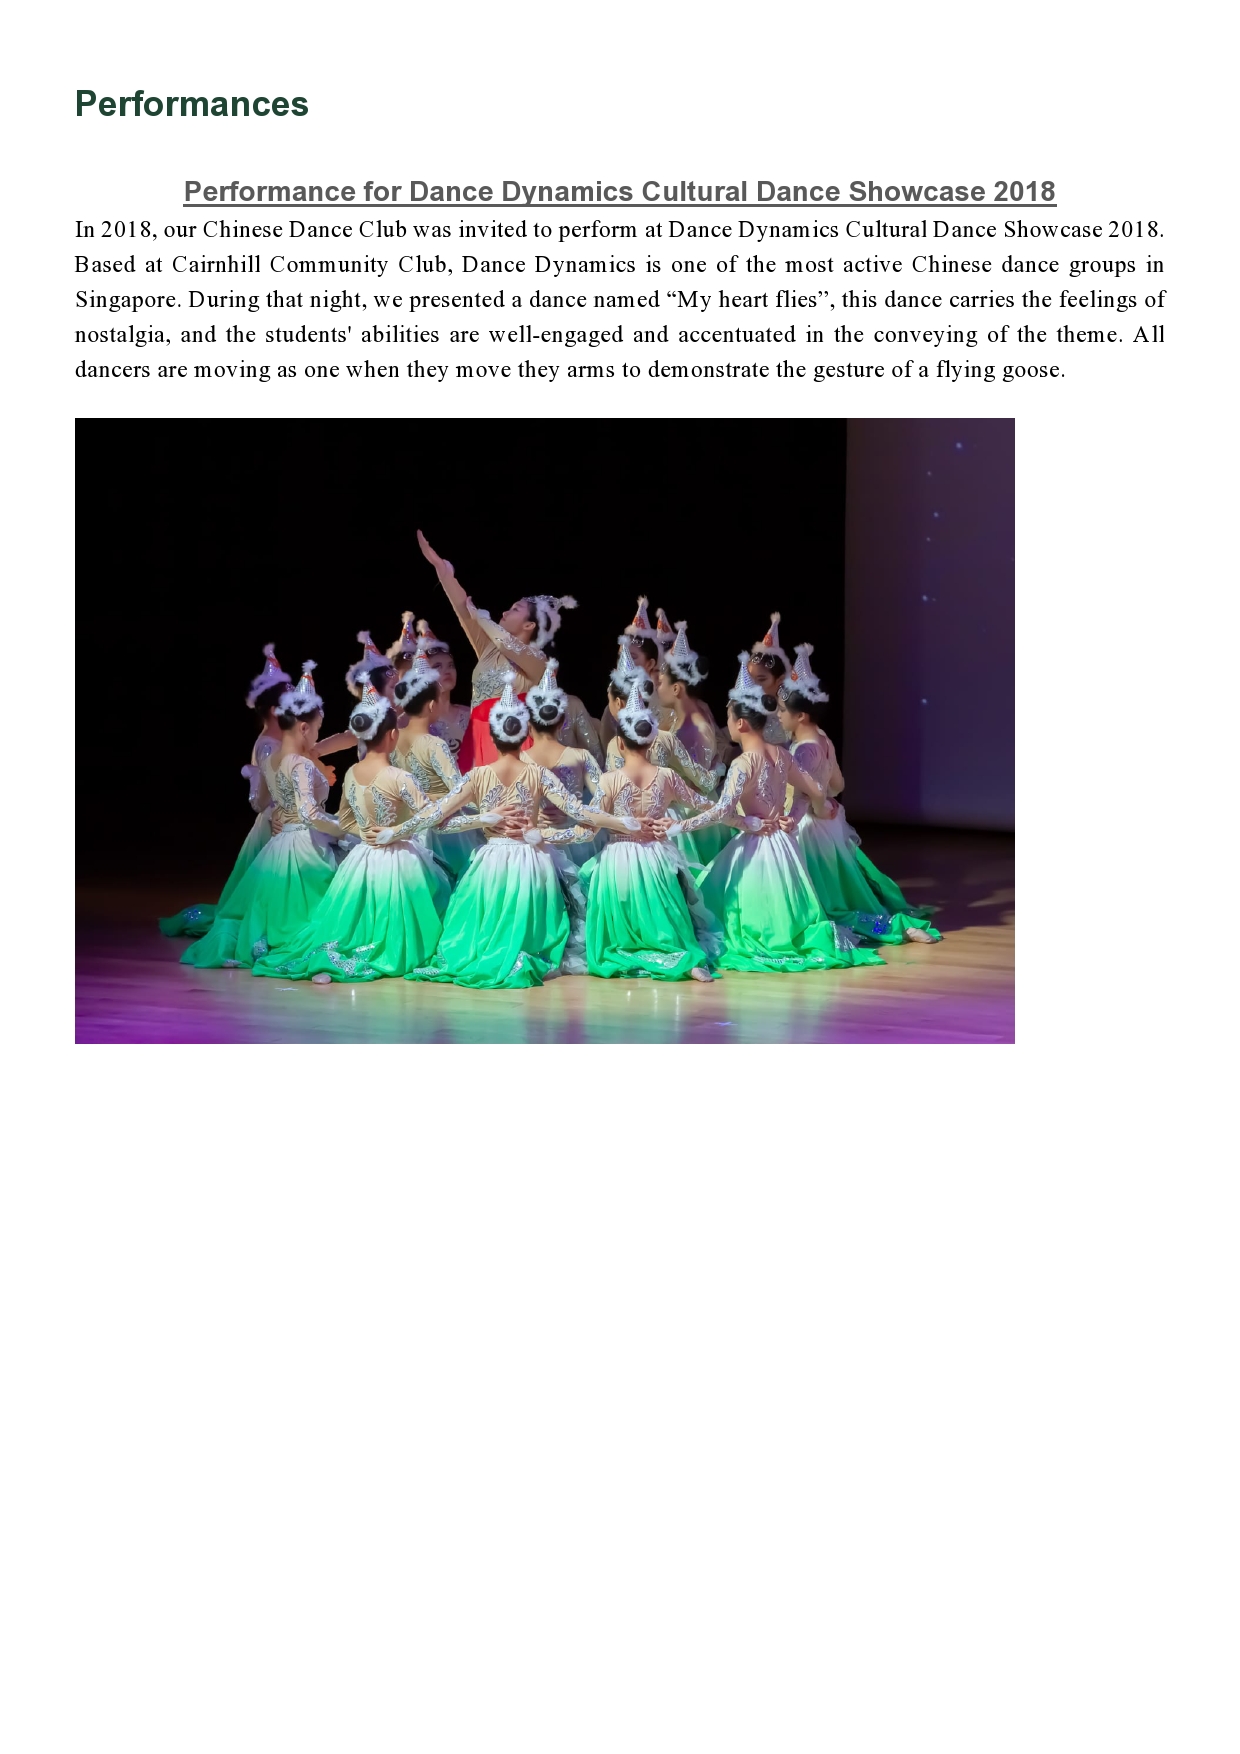 Performances
Performance for Dance Dynamics Cultural Dance Showcase 2018
In 2018, our Chinese Dance Club was invited to perform at Dance Dynamics Cultural Dance Showcase 2018.
Based at Cairnhill Community Club, Dance Dynamics is one of the most active Chinese dance groups in
Singapore. During that night, we presented a dance named “My heart flies”, this dance carries the feelings of
nostalgia, and the students' abilities are well-engaged and accentuated in the conveying of the theme. All
dancers are moving as one when they move they arms to demonstrate the gesture of a flying goose.